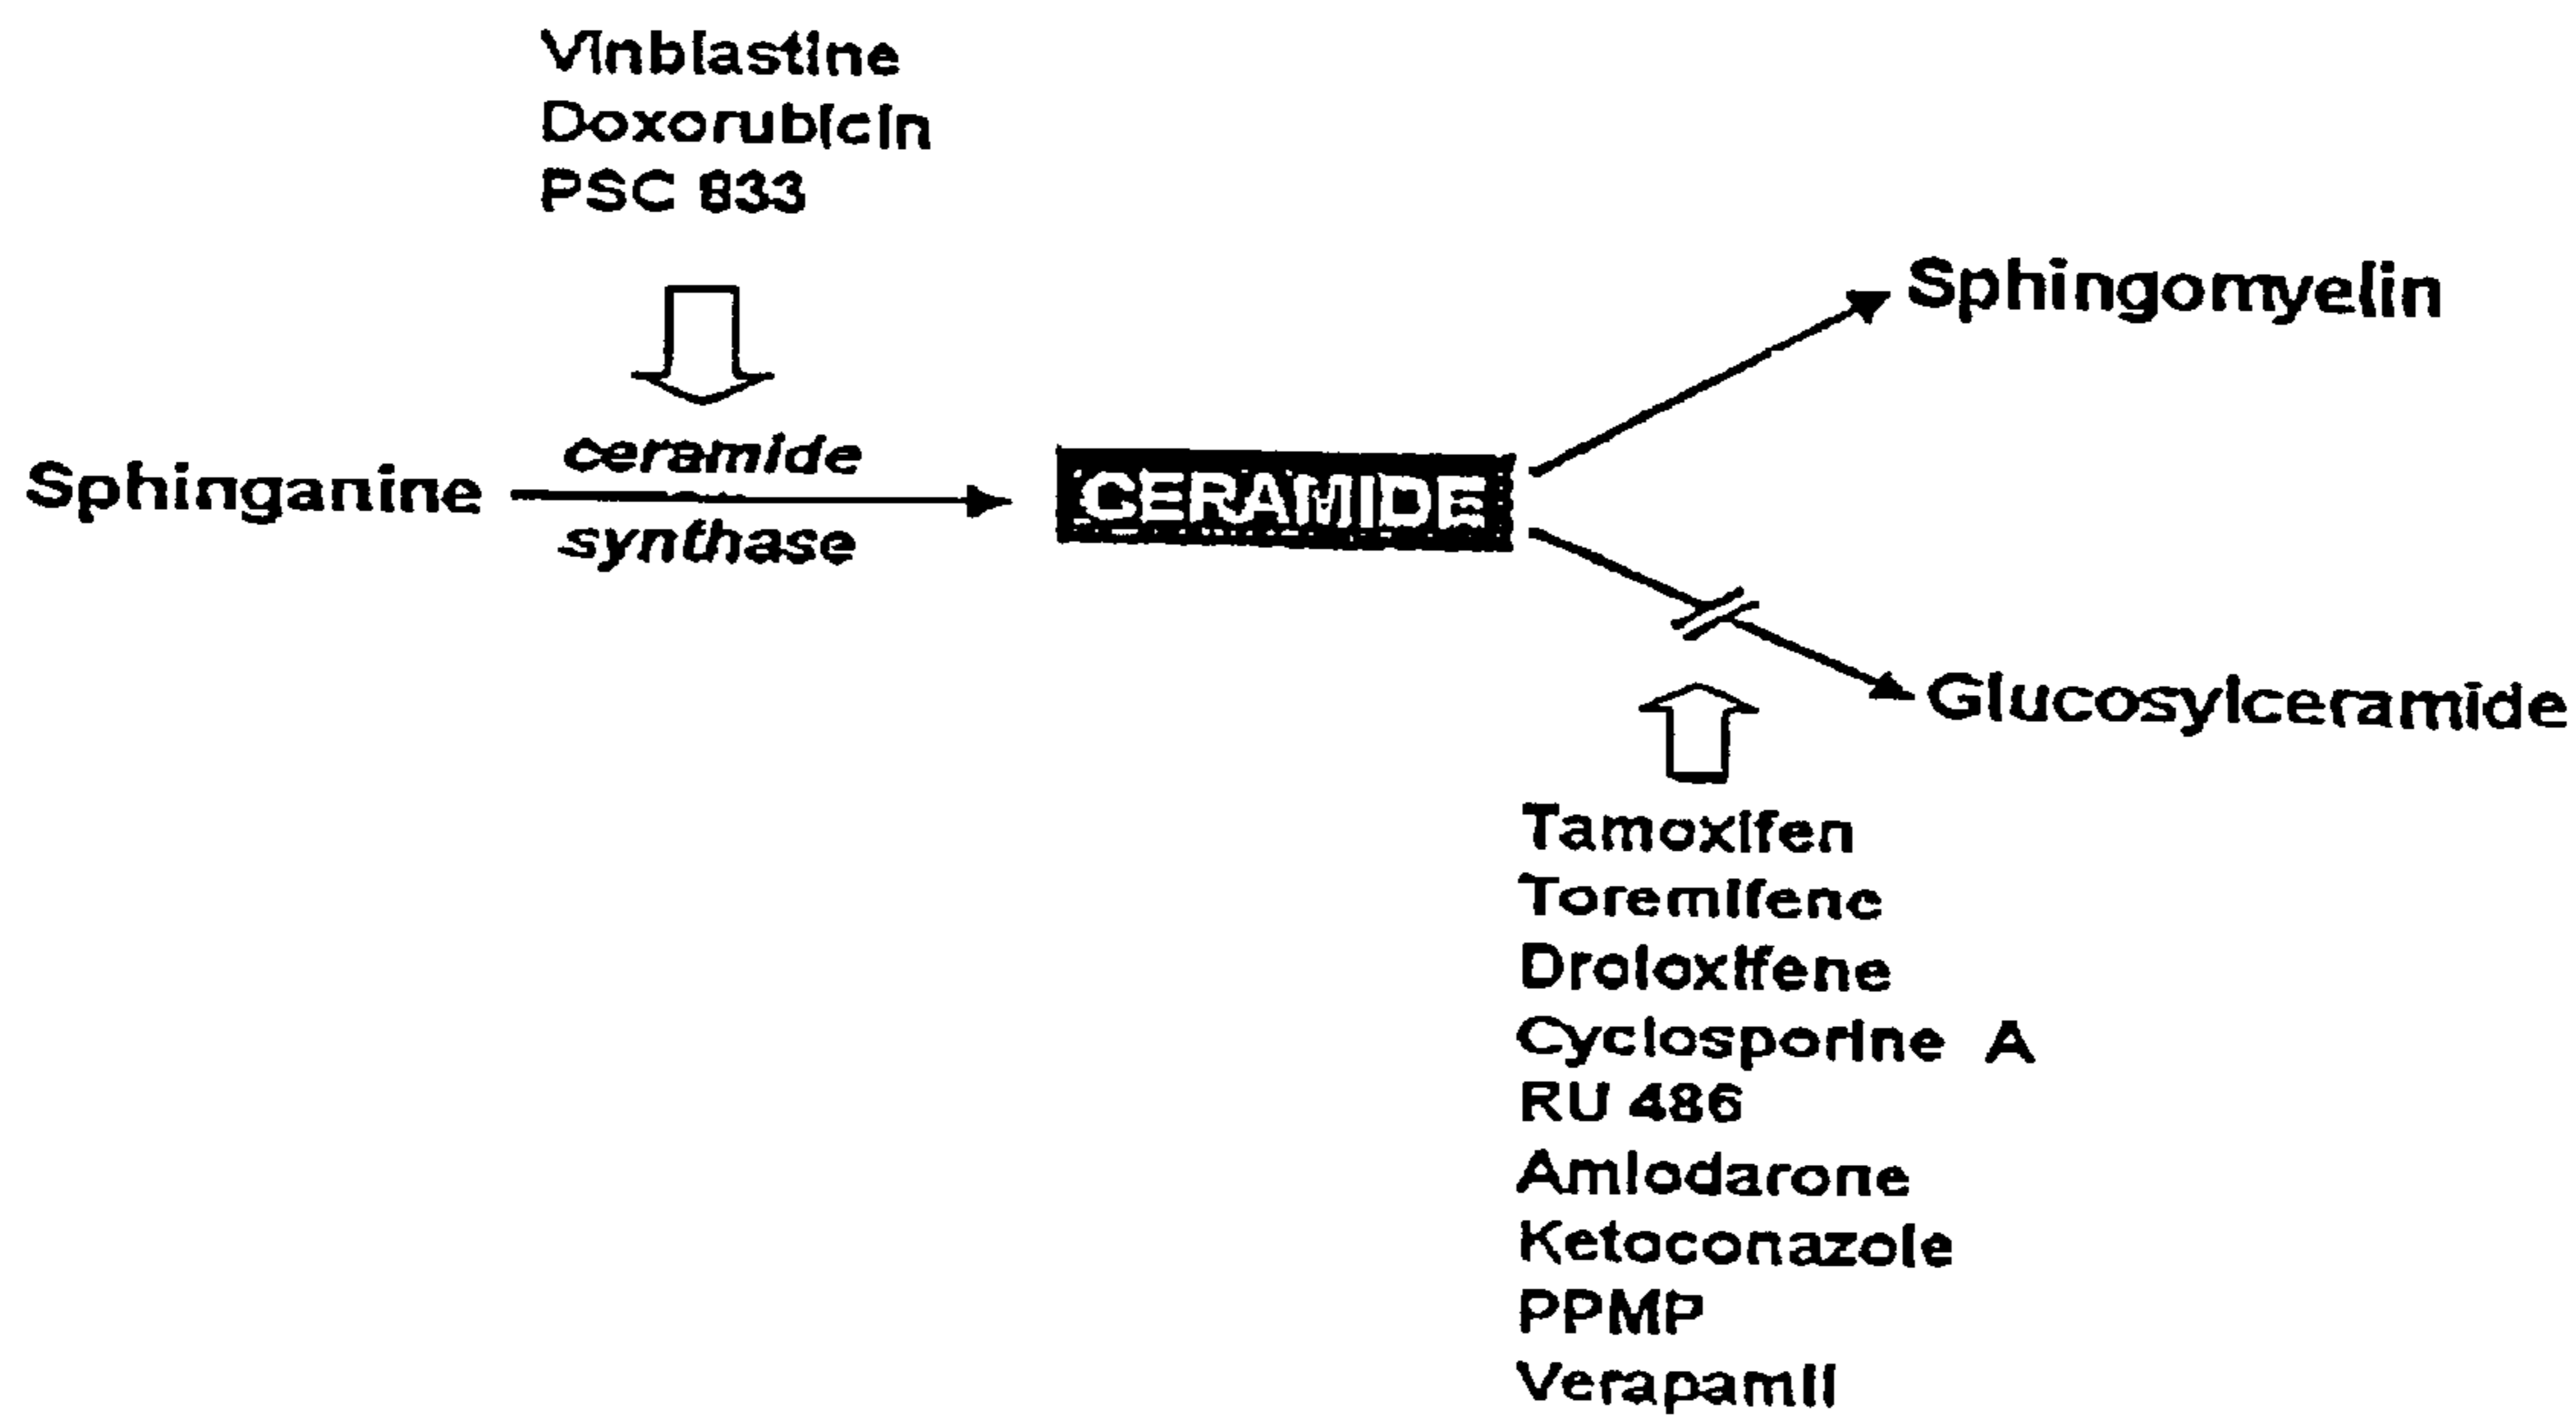 Vinblastine
Doxorubicin
PSC 833
Sphingomyelin
ceramide
Sphinganine
CERAMIDE
synthase
Glucosylceramide
Tamoxifen
Toremifene
Droloxifene
Cyclosporine A
RU 486
Amiodarone
Ketoconazole
PPMP
Verapamil